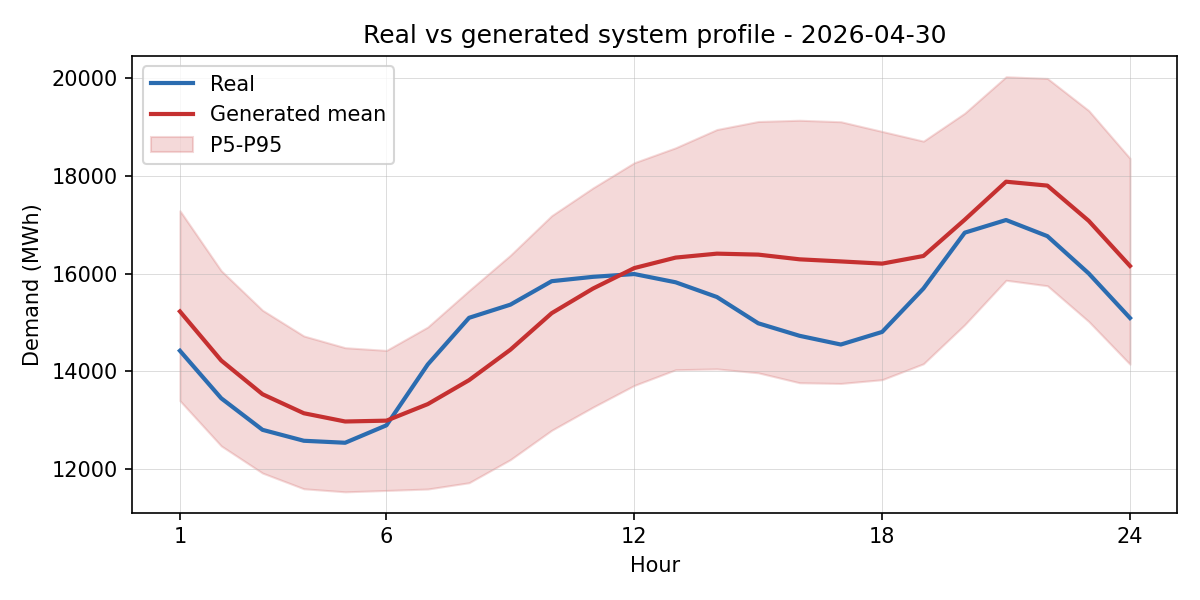 Real vs generated system profile - 2026-04-30
Real
Generated mean
P5-P95
Demand (MWh)
20000
18000
16000
14000
12000
1 6 12 18 24
Hour